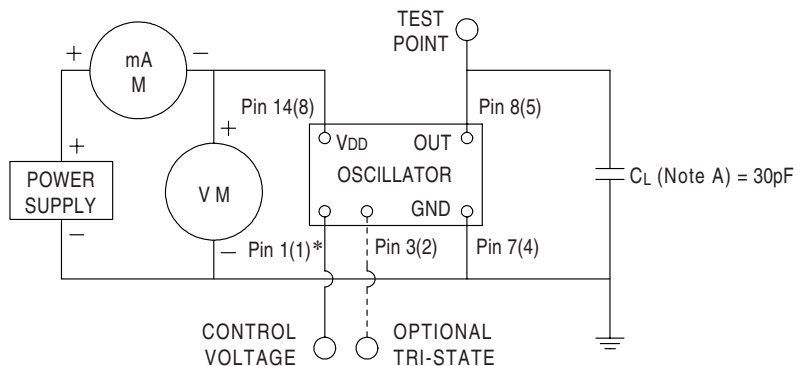 TEST
POINT
+
mA
M
−
Pin 14(8)
Pin 8(5)
+
VDD
OUT
+
OSCILLATOR
POWER
SUPPLY
V M
CL (Note A) = 30pF
GND
−
−
Pin 1(1)*
Pin 3(2)
Pin 7(4)
CONTROL
VOLTAGE
OPTIONAL
TRI-STATE